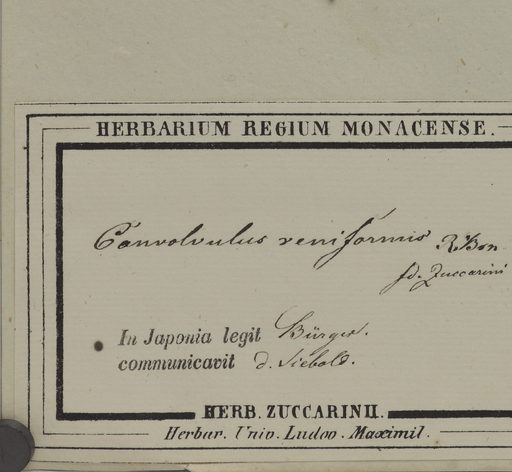 HERBARIUM REGIUM MONACENSE.
Convolvulus reniformis R. Br.
fd. Zuccarini
In Japonia legit Bürger.
communicavit d. Siebold.
HERB. ZUCCARINII.
Herbar. Univ. Ludov. Maximil.